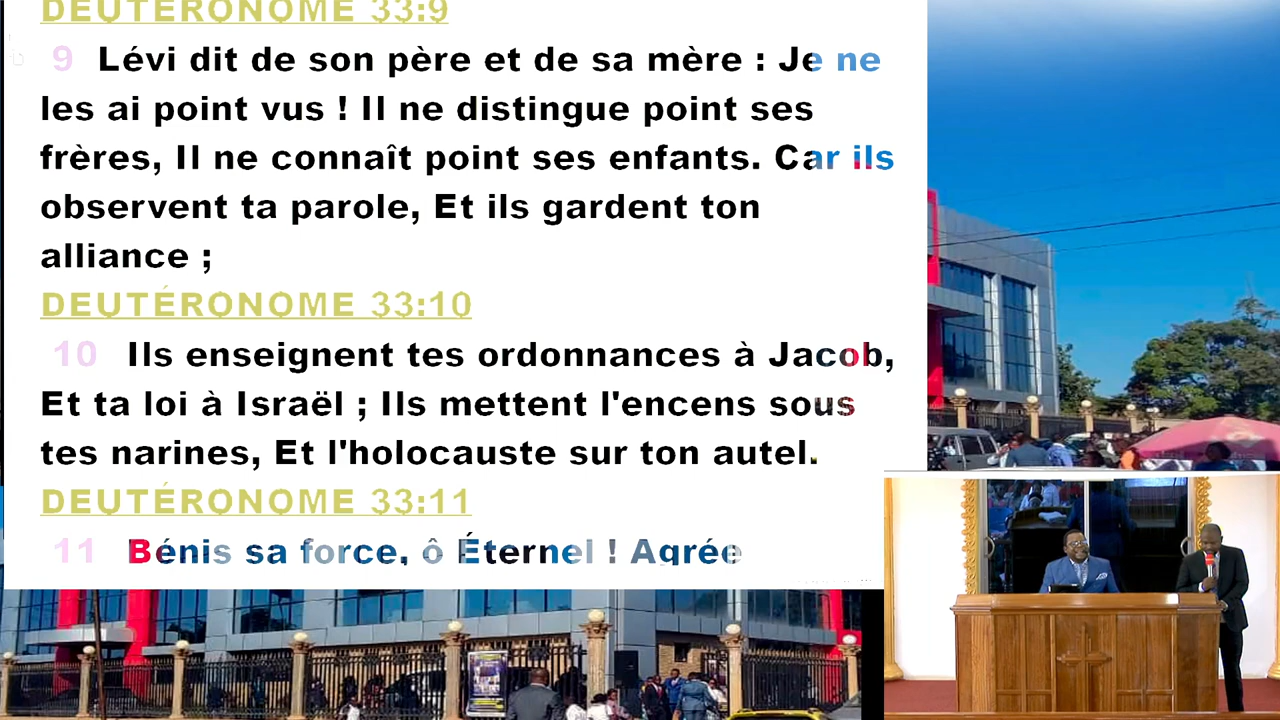 DEUTÉRONOME 33:9
9 Lévi dit de son père et de sa mère : Je ne
les ai point vus ! Il ne distingue point ses
frères, Il ne connaît point ses enfants. Car ils
observent ta parole, Et ils gardent ton
alliance ;
DEUTÉRONOME 33:10
10 Ils enseignent tes ordonnances à Jacob,
Et ta loi à Israël ; Ils mettent l'encens sous
tes narines, Et l'holocauste sur ton autel.
DEUTÉRONOME 33:11
11 Bénis sa force, ô Éternel ! Agrée